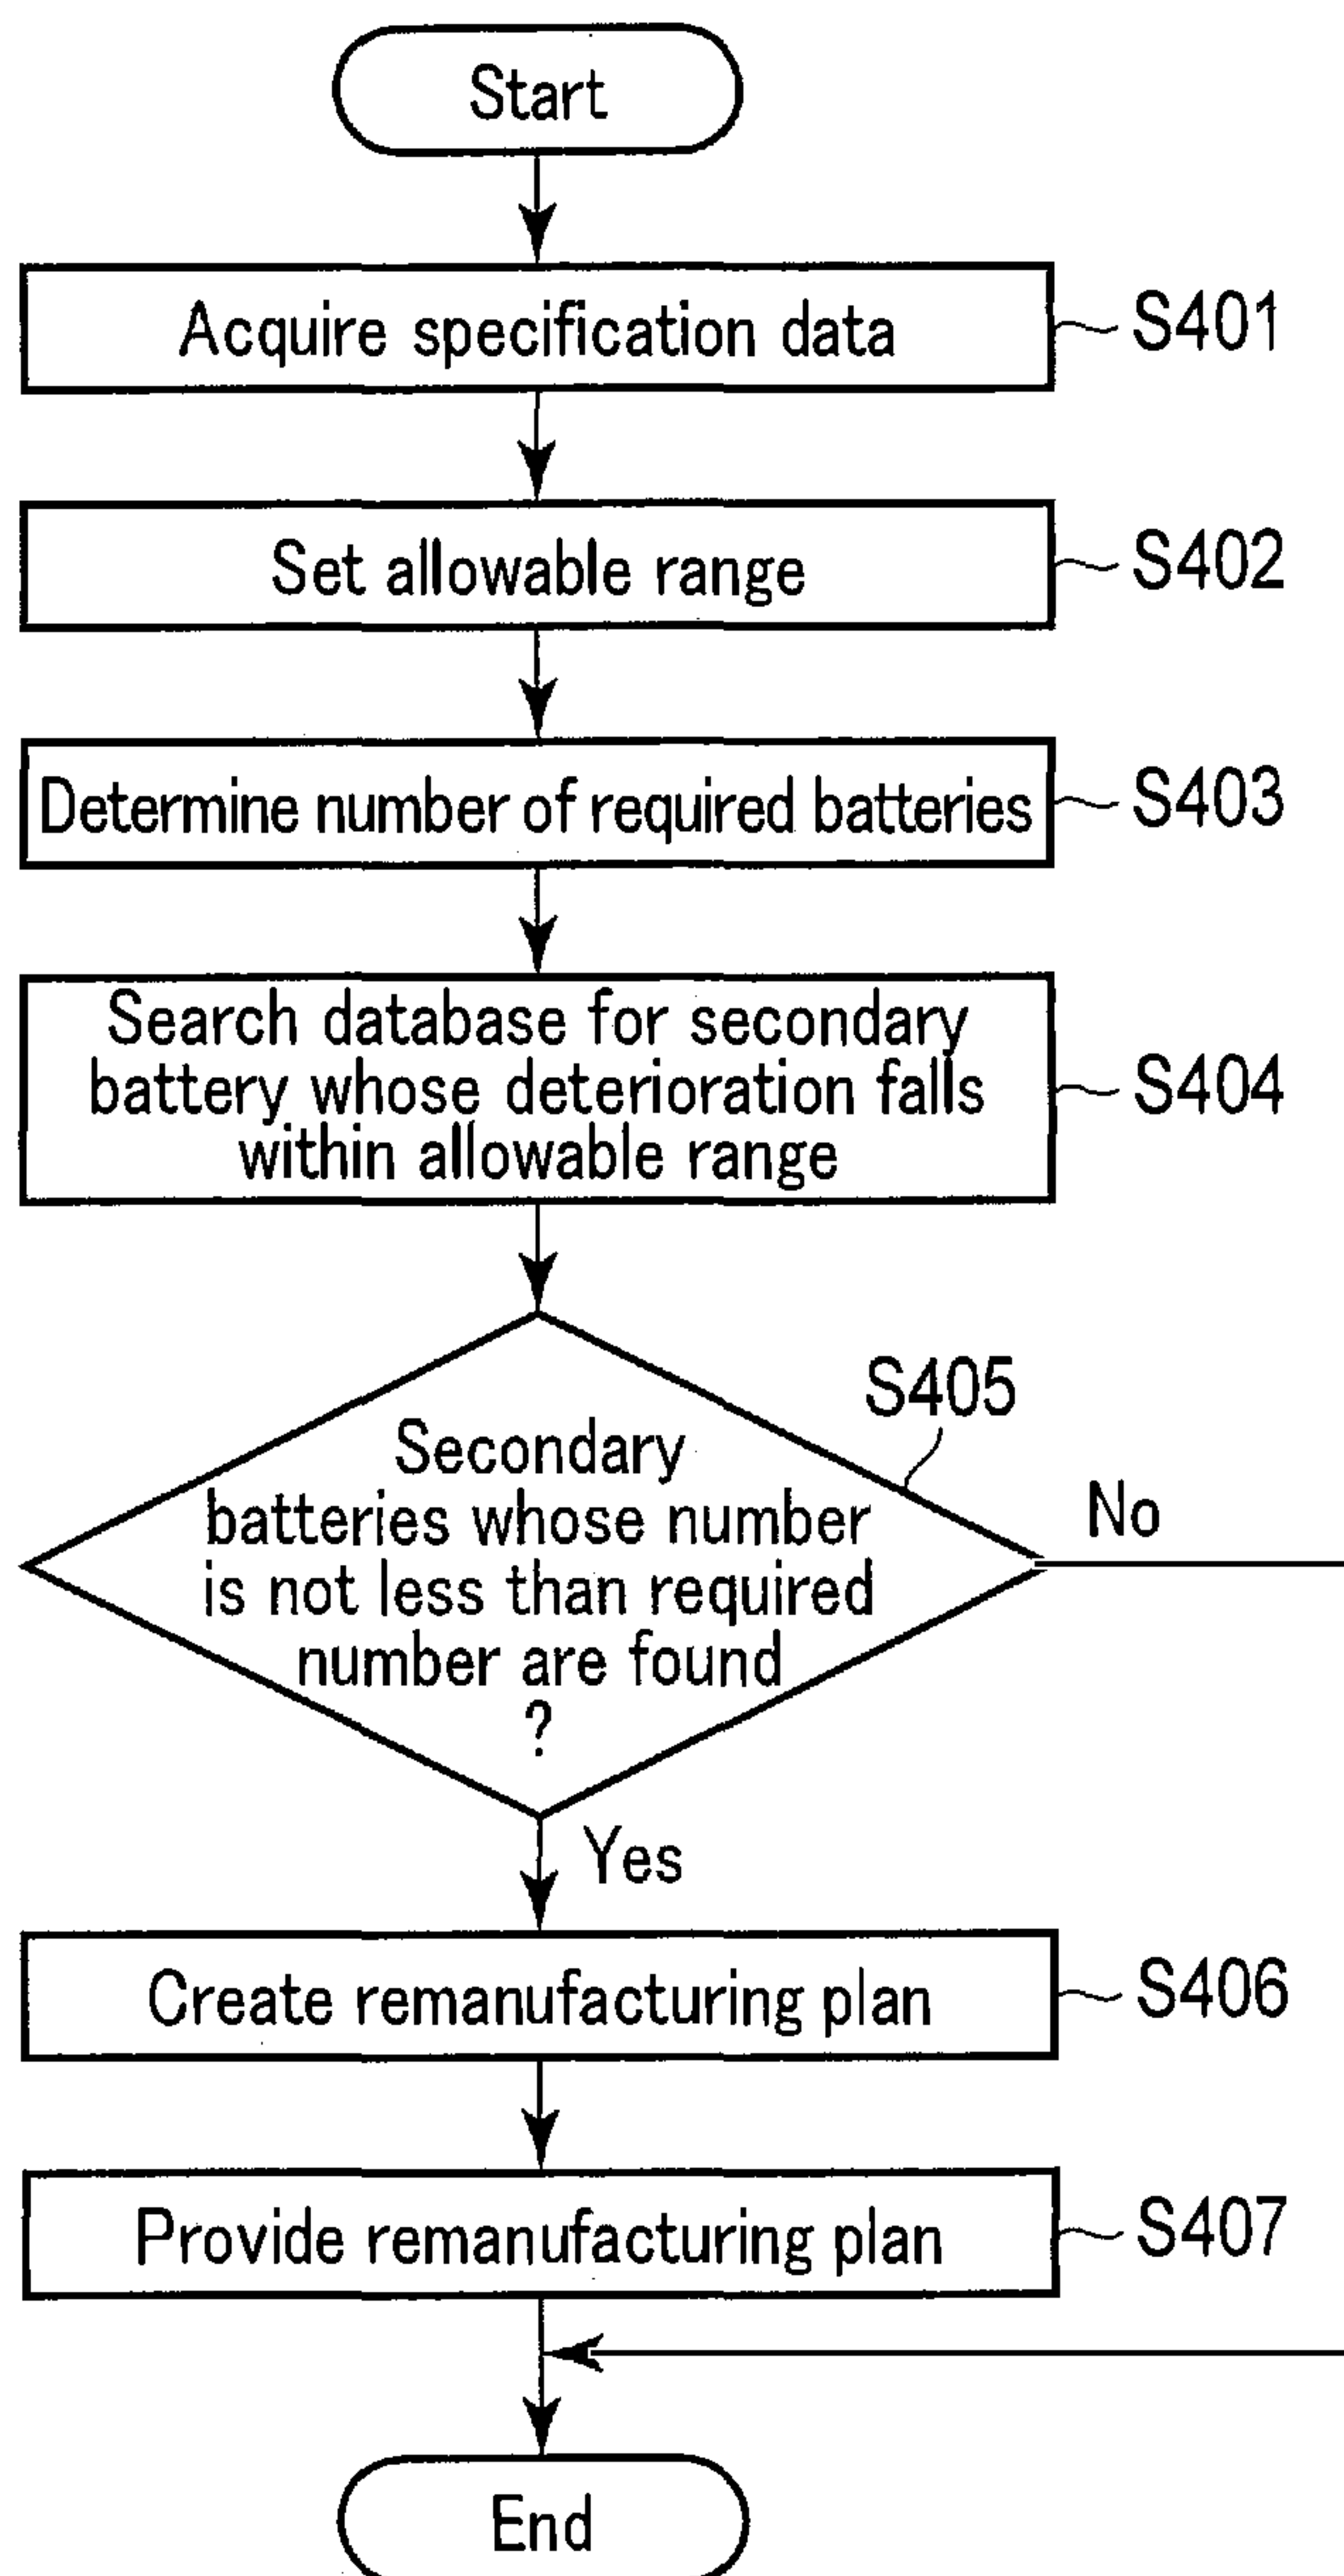 Start
Acquire specification data
S401
Set allowable range
S402
Determine number of required batteries
S403
Search database for secondary
battery whose deterioration falls
within allowable range
S404
S405
Secondary
batteries whose number
is not less than required
number are found
?
No
Yes
Create remanufacturing plan
S406
Provide remanufacturing plan
S407
End